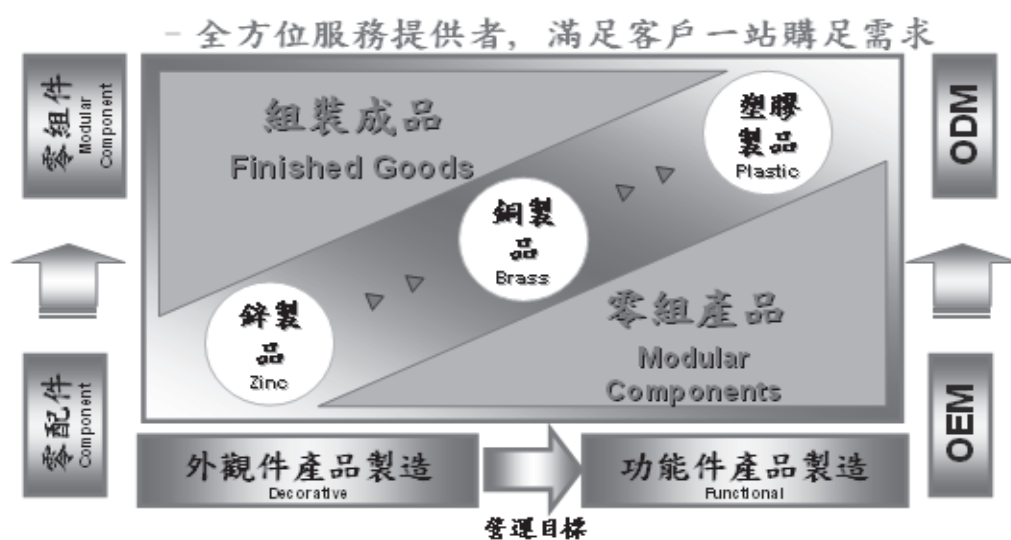 - 全方位服務提供者, 滿足客戶一站購足需求
零組件
Modular
Component
零配件
Component
組裝成品
Finished Goods
塑膠
製品
Plastic
銅製
品
Brass
鋅製
品
Zinc
零組產品
Modular
Components
ODM
OEM
外觀件產品製造
Decorative
功能件產品製造
Functional
營運目標